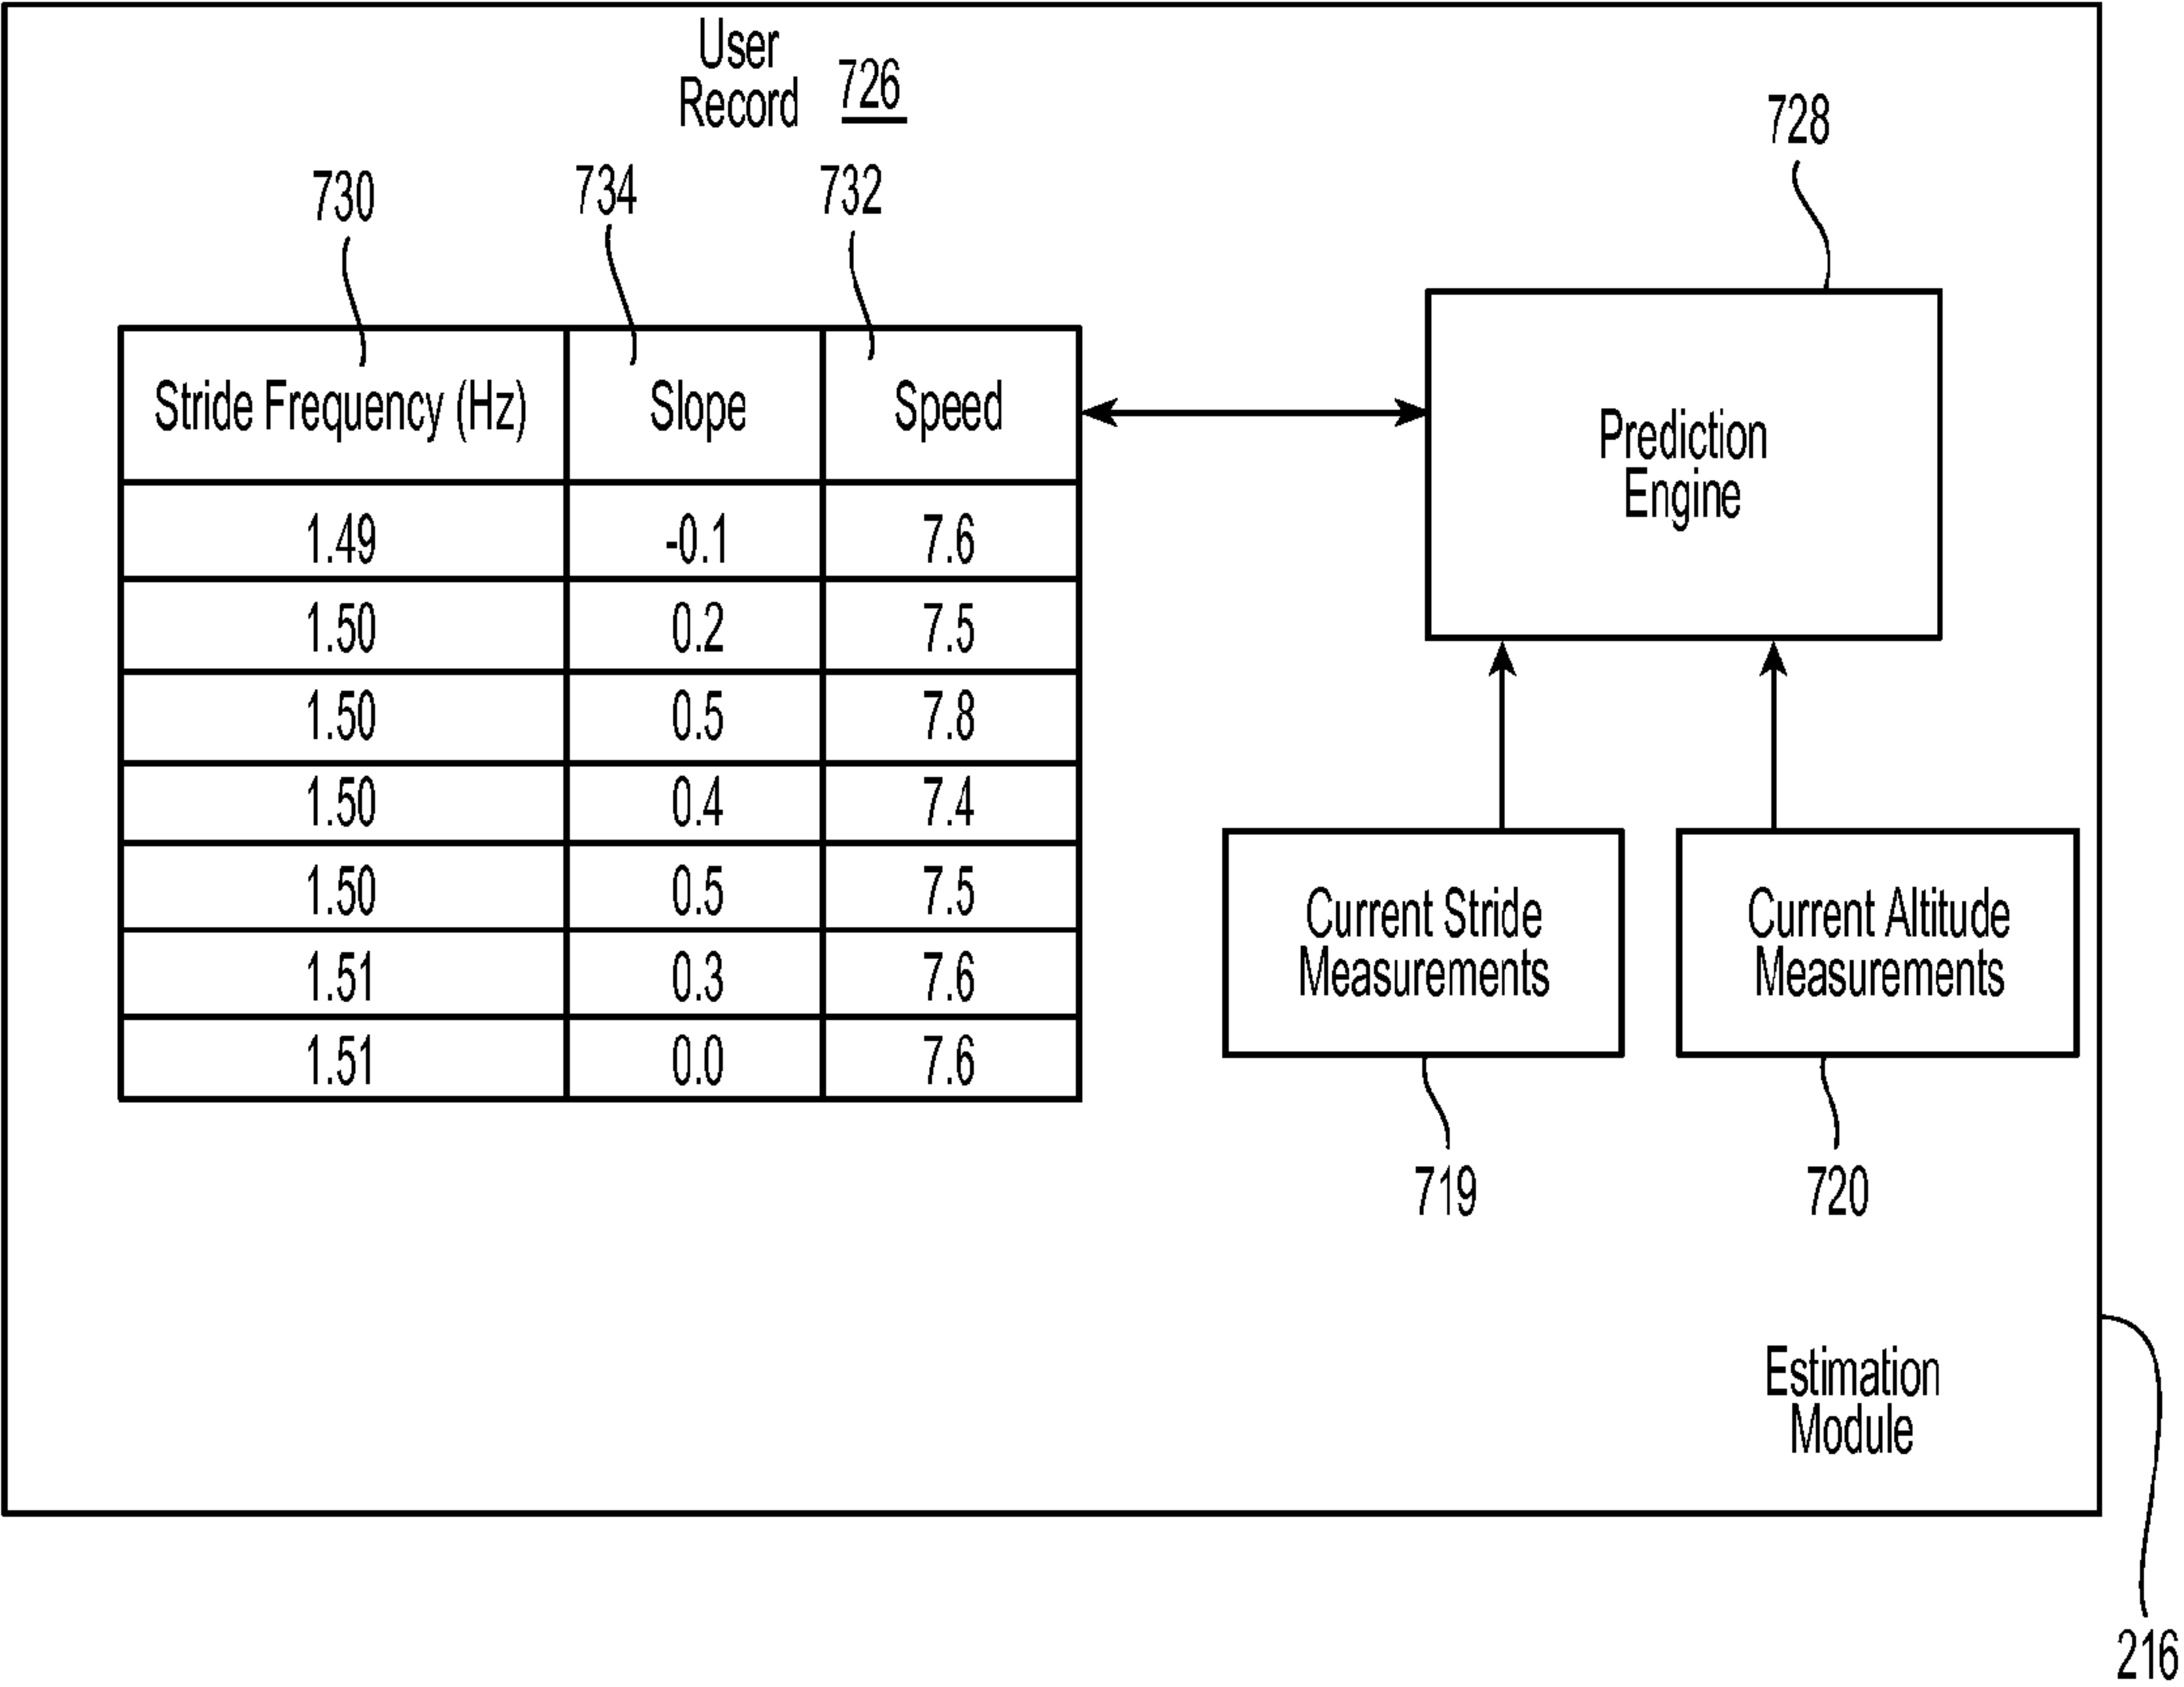 User
Record 726
730 734 732
728
Stride Frequency (Hz) Slope Speed
1.49 -0.1 7.6
1.50 0.2 7.5
1.50 0.5 7.8
1.50 0.4 7.4
1.50 0.5 7.5
1.51 0.3 7.6
1.51 0.0 7.6
Prediction
Engine
Current Stride
Measurements
Current Altitude
Measurements
719
720
Estimation
Module
216